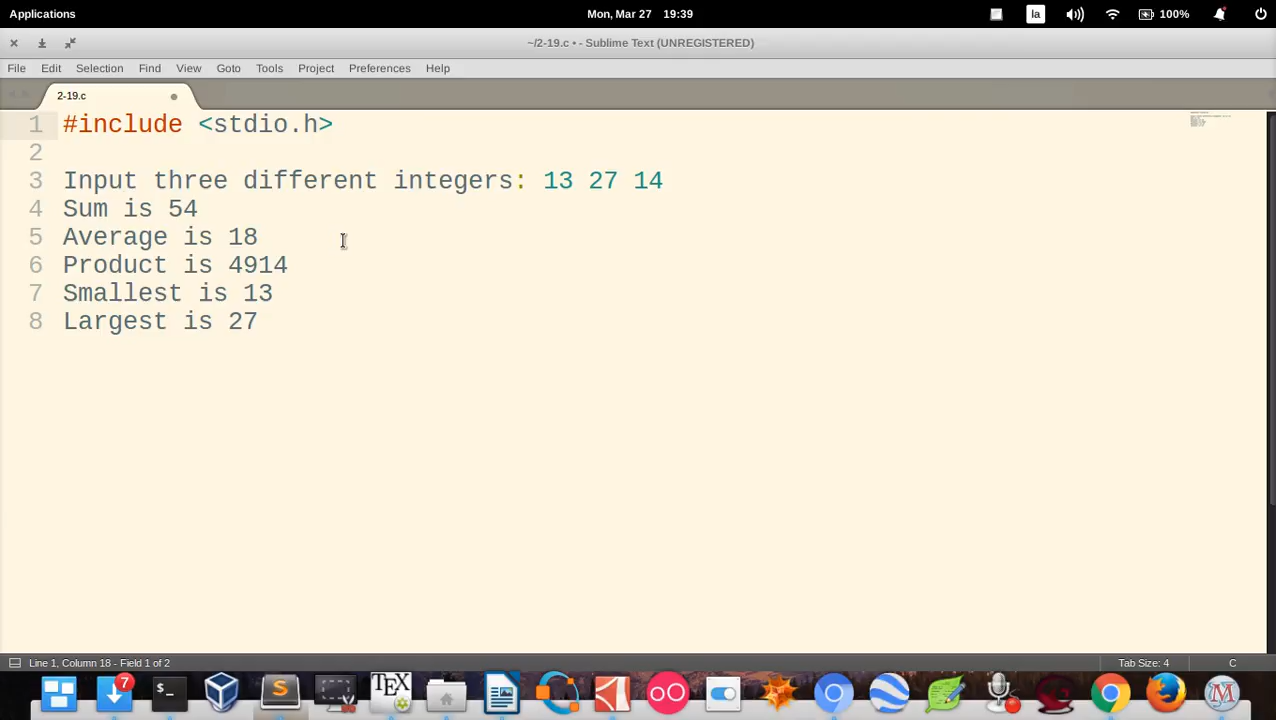 Applications
Mon, Mar 27 19:39
la
100%
~/2-19.c • - Sublime Text (UNREGISTERED)
File Edit Selection Find View Goto Tools Project Preferences Help
2-19.c
1 #include <stdio.h>
2
3 Input three different integers: 13 27 14
4 Sum is 54
5 Average is 18
6 Product is 4914
7 Smallest is 13
8 Largest is 27
Line 1, Column 18 - Field 1 of 2
Tab Size: 4
C
7
>_
S
TEX
M